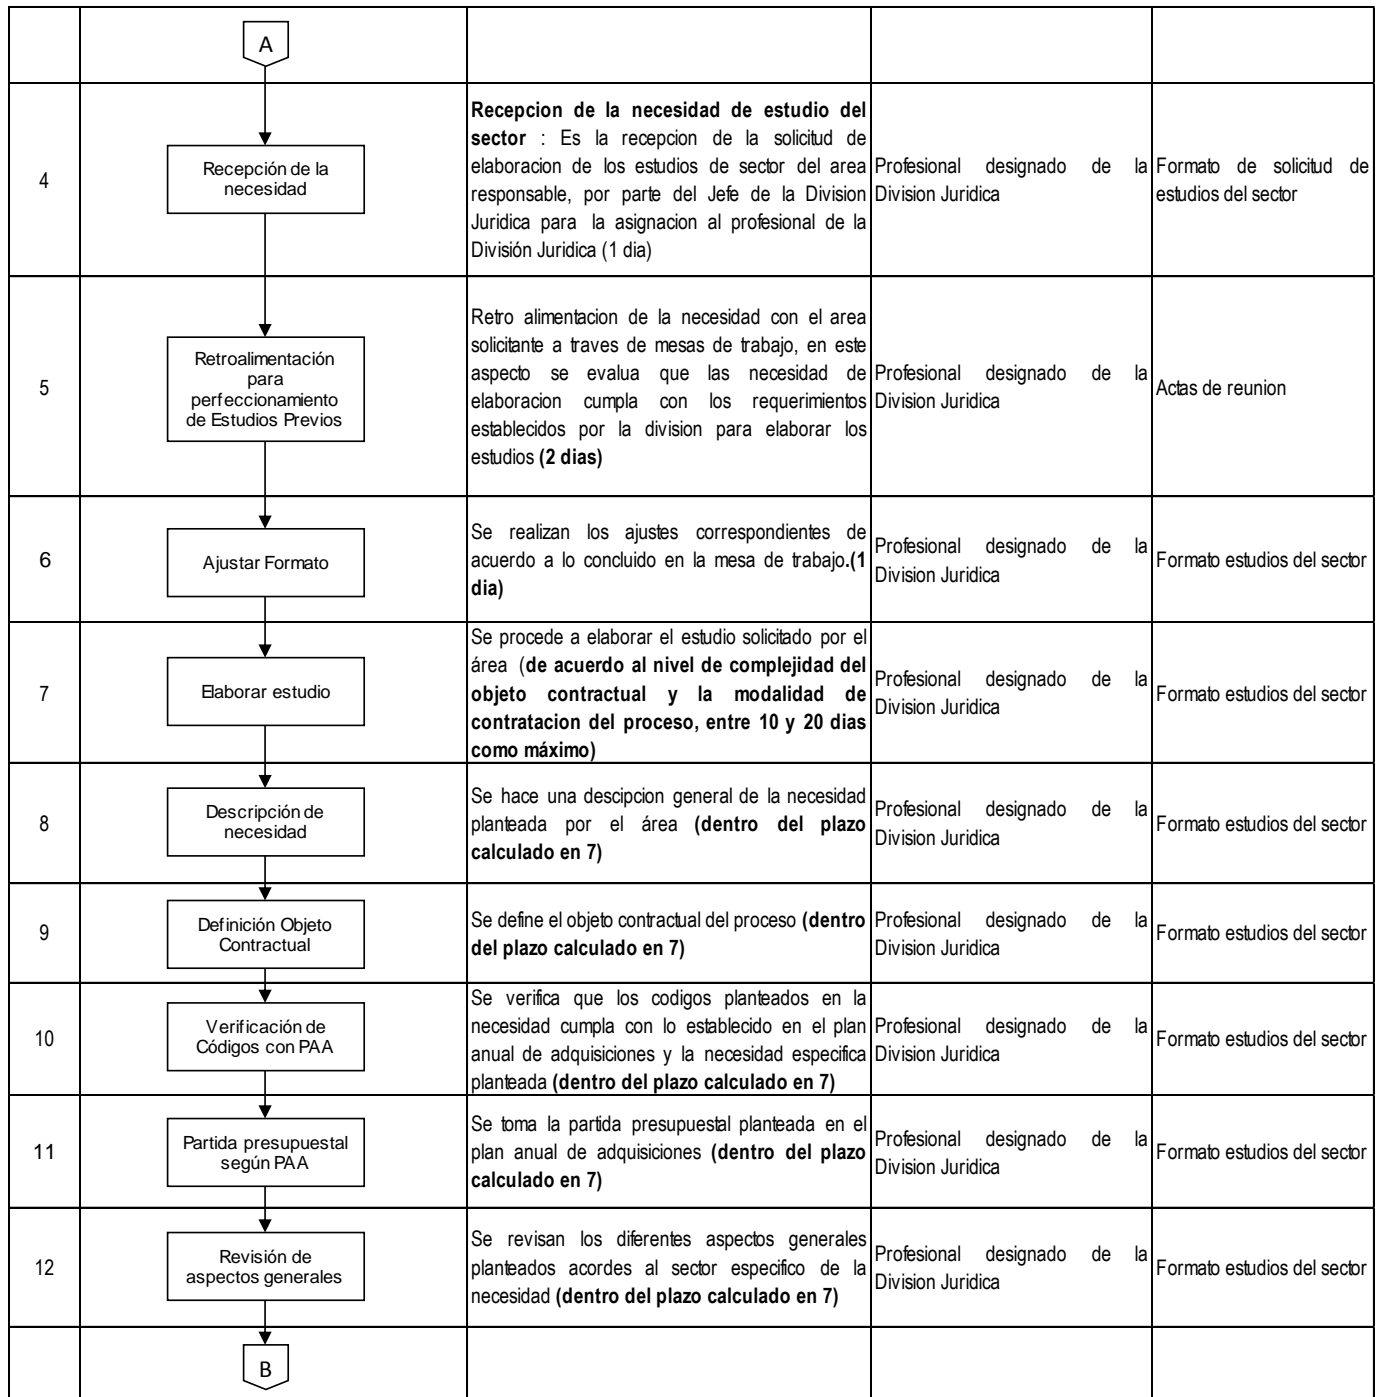 A
4
Recepción de la
necesidad
Recepcion de la necesidad de estudio del
sector : Es la recepcion de la solicitud de
elaboracion de los estudios de sector del area
responsable, por parte del Jefe de la Division
Juridica para la asignacion al profesional de la
División Juridica (1 dia)
Profesional designado de la
Division Juridica
Formato de solicitud de
estudios del sector
5
Retroalimentación
para
perfeccionamiento
de Estudios Previos
Retro alimentacion de la necesidad con el area
solicitante a traves de mesas de trabajo, en este
aspecto se evalua que las necesidad de
elaboracion cumpla con los requerimientos
establecidos por la division para elaborar los
estudios (2 dias)
Profesional designado de la
Division Juridica
Actas de reunion
6
Ajustar Formato
Se realizan los ajustes correspondientes de
acuerdo a lo concluido en la mesa de trabajo.(1
dia)
Profesional designado de la
Division Juridica
Formato estudios del sector
7
Elaborar estudio
Se procede a elaborar el estudio solicitado por el
área (de acuerdo al nivel de complejidad del
objeto contractual y la modalidad de
contratacion del proceso, entre 10 y 20 dias
como máximo)
Profesional designado de la
Division Juridica
Formato estudios del sector
8
Descripción de
necesidad
Se hace una descipcion general de la necesidad
planteada por el área (dentro del plazo
calculado en 7)
Profesional designado de la
Division Juridica
Formato estudios del sector
9
Definición Objeto
Contractual
Se define el objeto contractual del proceso (dentro
del plazo calculado en 7)
Profesional designado de la
Division Juridica
Formato estudios del sector
10
Verificación de
Códigos con PAA
Se verifica que los codigos planteados en la
necesidad cumpla con lo establecido en el plan
anual de adquisiciones y la necesidad especifica
planteada (dentro del plazo calculado en 7)
Profesional designado de la
Division Juridica
Formato estudios del sector
11
Partida presupuestal
según PAA
Se toma la partida presupuestal planteada en el
plan anual de adquisiciones (dentro del plazo
calculado en 7)
Profesional designado de la
Division Juridica
Formato estudios del sector
12
Revisión de
aspectos generales
Se revisan los diferentes aspectos generales
planteados acordes al sector especifico de la
necesidad (dentro del plazo calculado en 7)
Profesional designado de la
Division Juridica
Formato estudios del sector
B